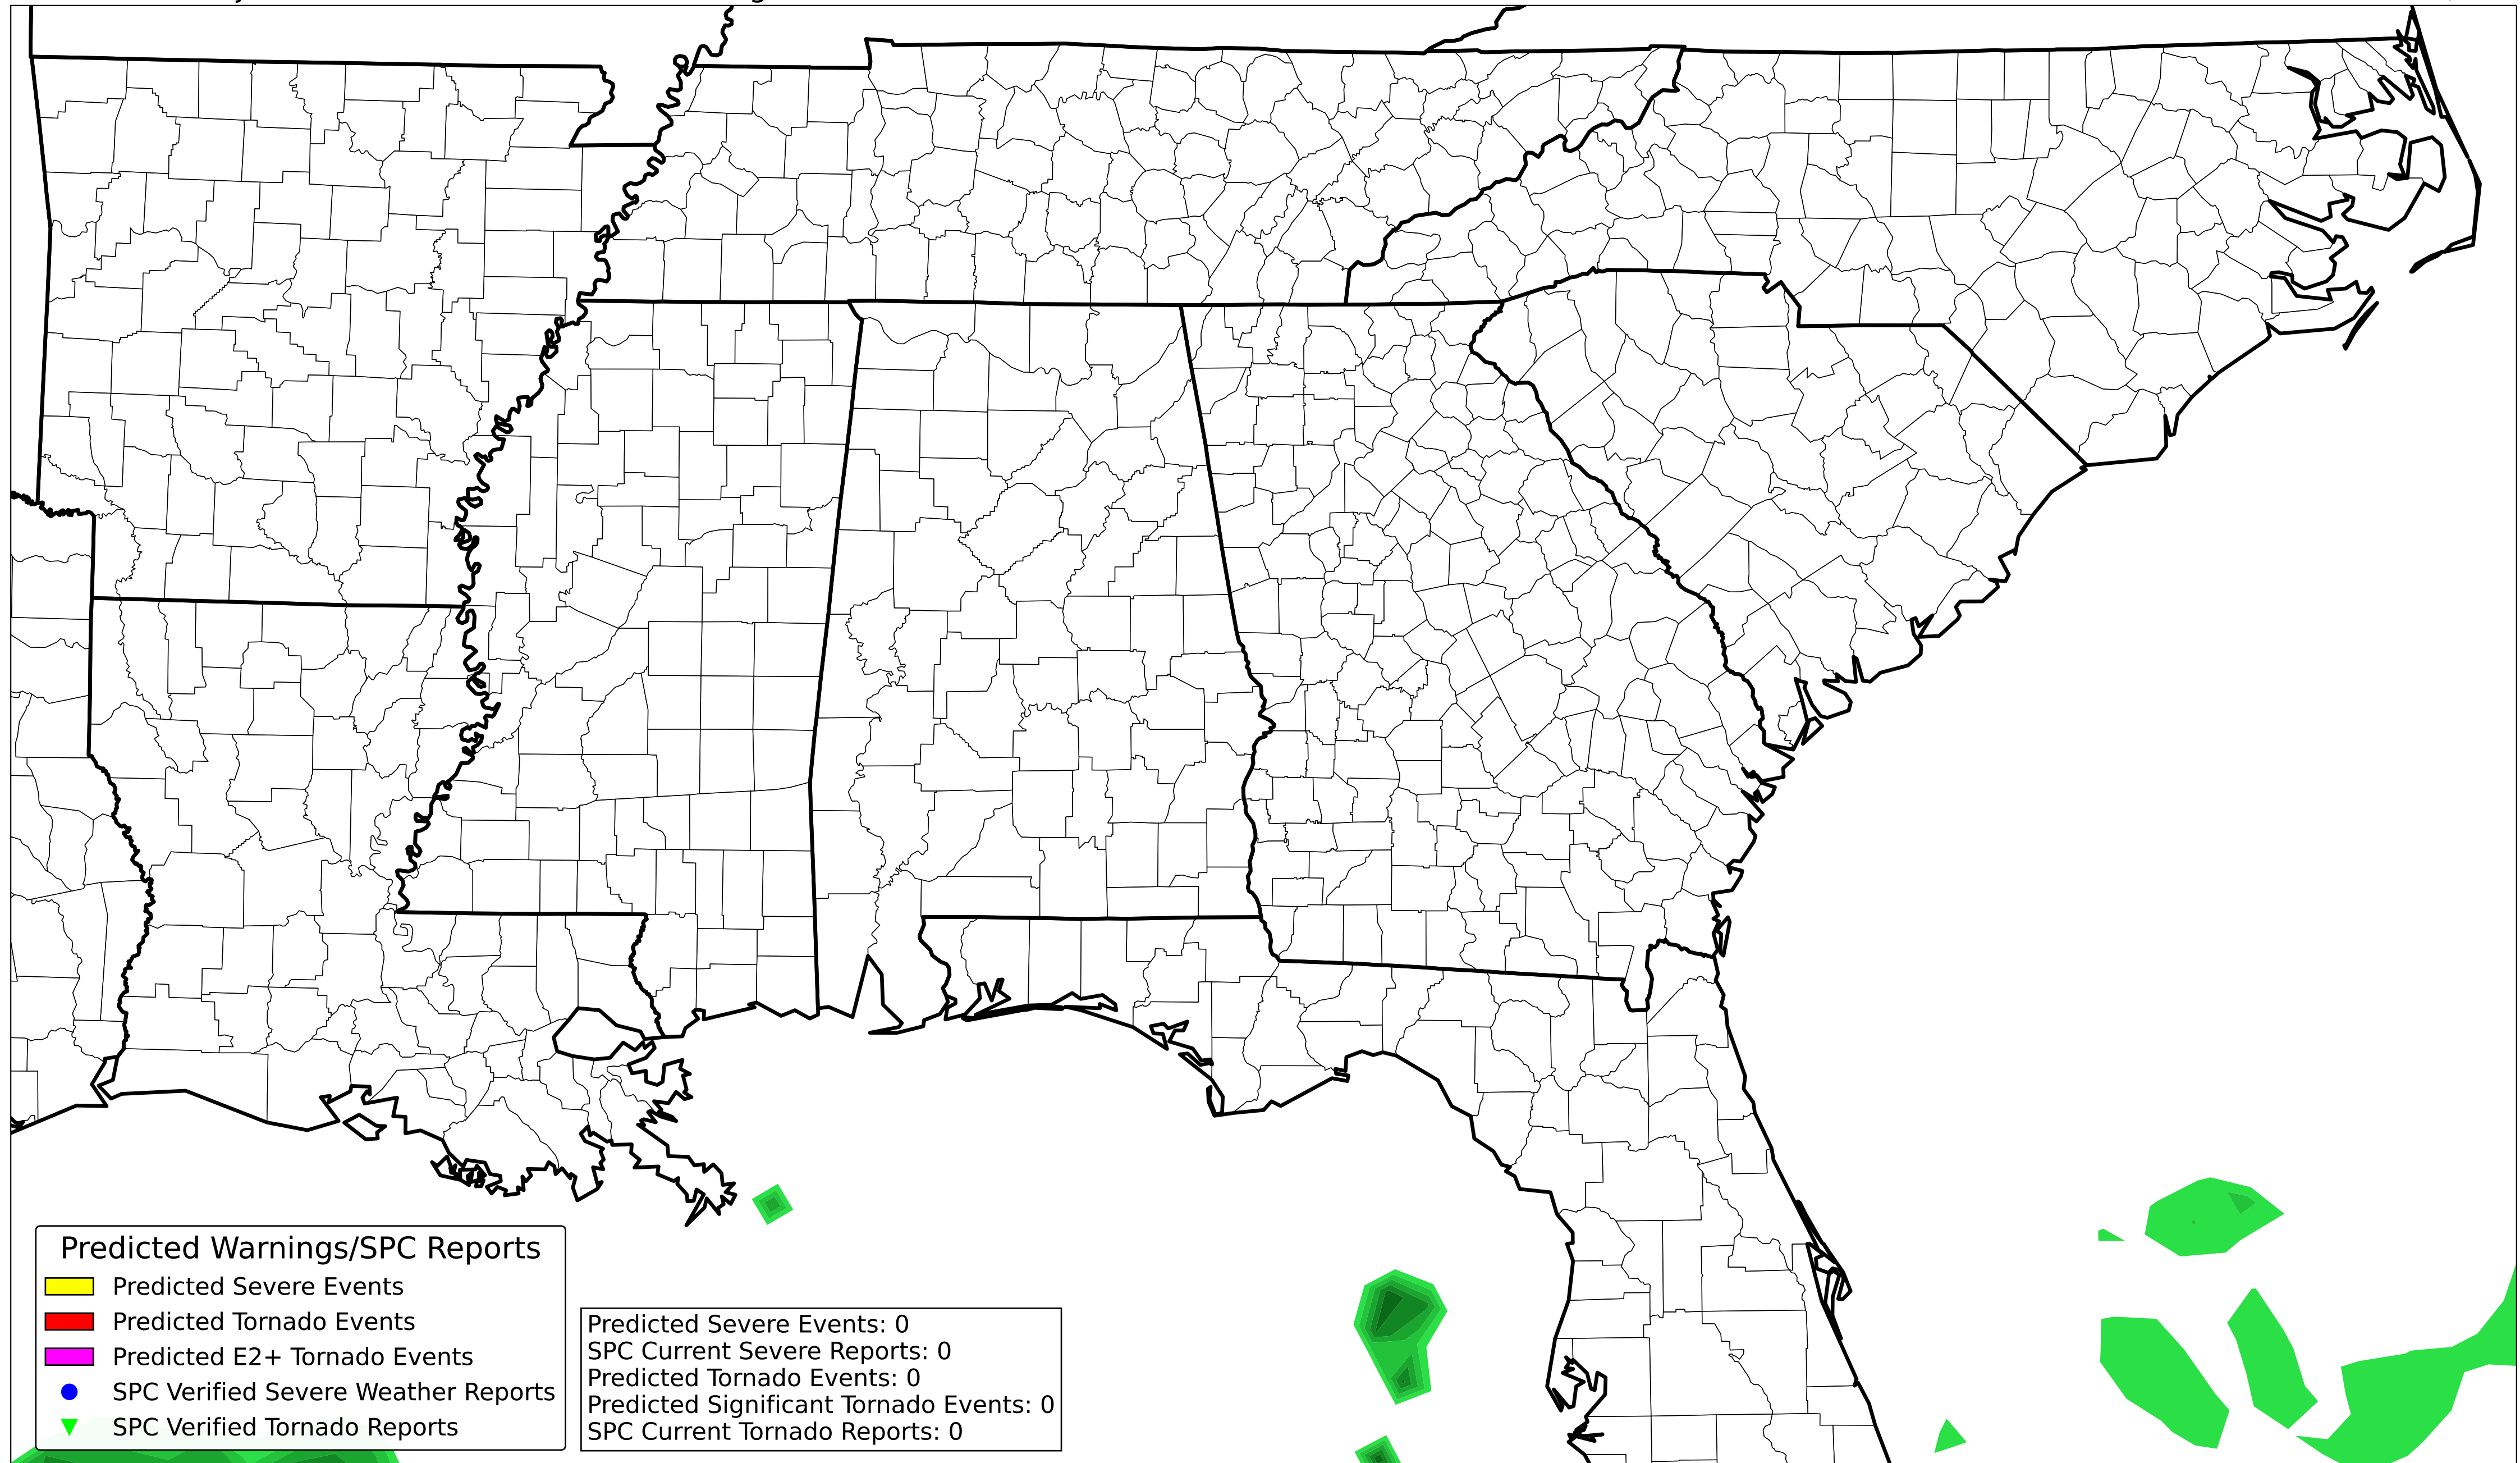 Predicted Warnings/SPC Reports
Predicted Severe Events
Predicted Tornado Events
Predicted E2+ Tornado Events
SPC Verified Severe Weather Reports
SPC Verified Tornado Reports
Predicted Severe Events: 0
SPC Current Severe Reports: 0
Predicted Tornado Events: 0
Predicted Significant Tornado Events: 0
SPC Current Tornado Reports: 0